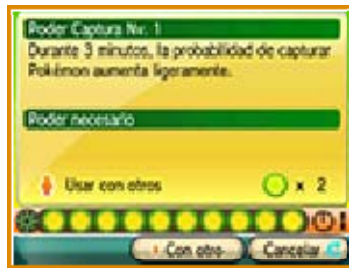 Poder Captura Nv. 1
Durante 3 minutos, la probabilidad de capturar
Pokémon aumenta ligeramente.
Poder necesario
Usar con otros
x 2
Con otro
Cancelar